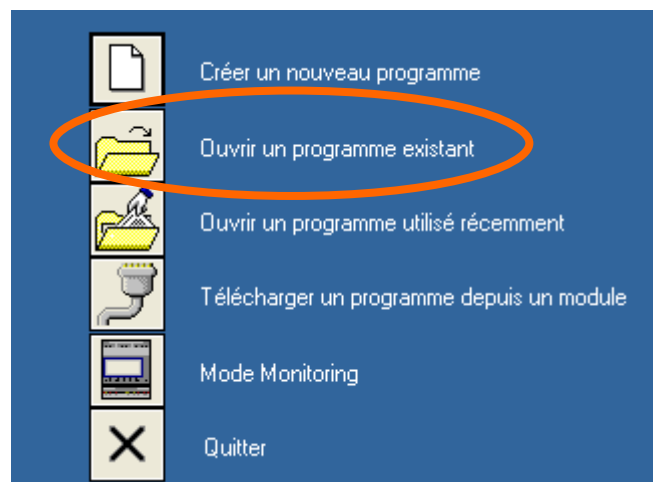 Créer un nouveau programme
Ouvrir un programme existant
Ouvrir un programme utilisé récemment
Télécharger un programme depuis un module
Mode Monitoring
Quitter